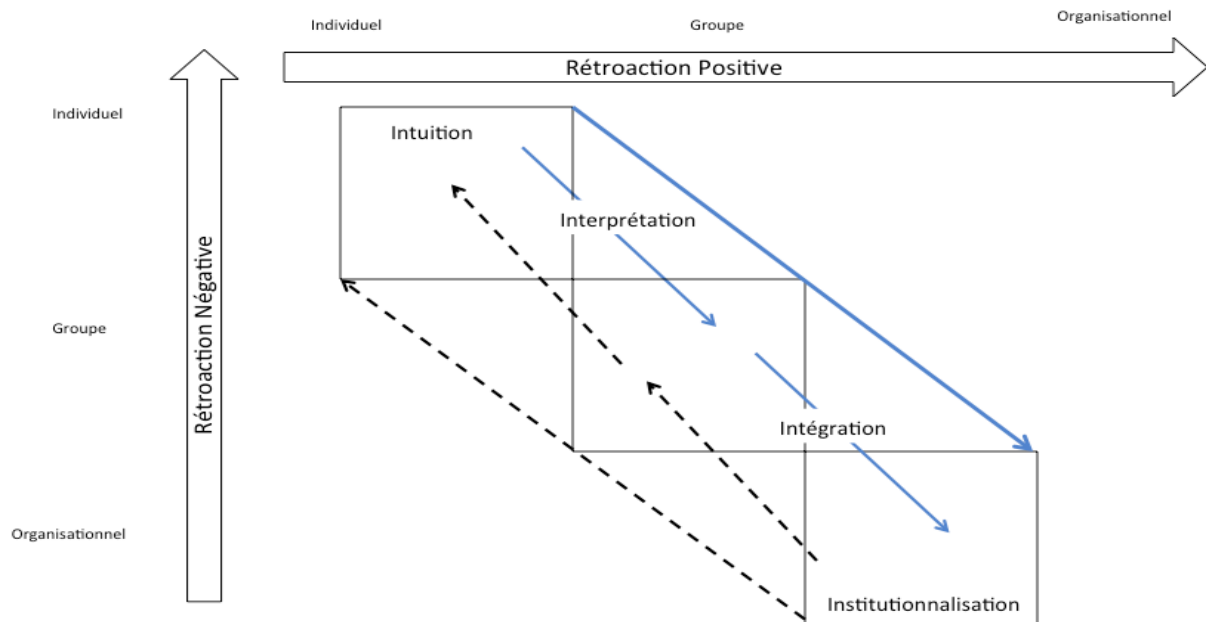 Individuel
Groupe
Organisationnel
Rétroaction Positive
Individuel
Intuition
Interprétation
Rétroaction Négative
Groupe
Intégration
Organisationnel
Institutionnalisation